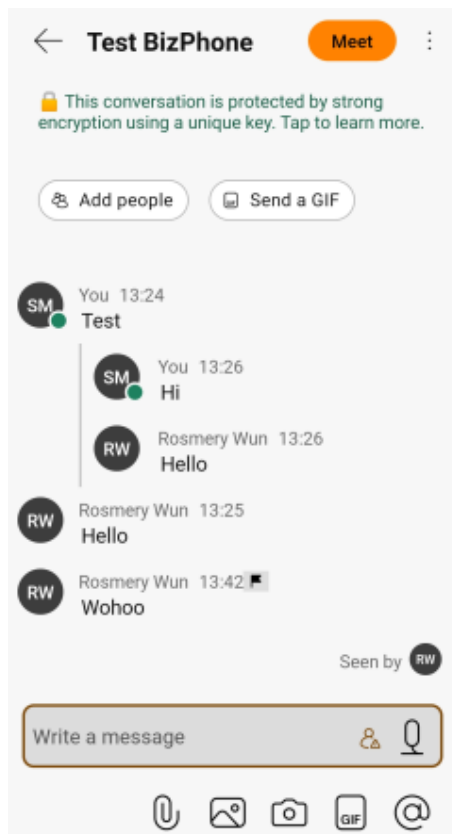 Test BizPhone
Meet
This conversation is protected by strong
encryption using a unique key. Tap to learn more.
Add people
Send a GIF
SM
You 13:24
Test
SM
You 13:26
Hi
RW
Rosmery Wun 13:26
Hello
RW
Rosmery Wun 13:25
Hello
RW
Rosmery Wun 13:42
Wohoo
Seen by RW
Write a message
GIF
@